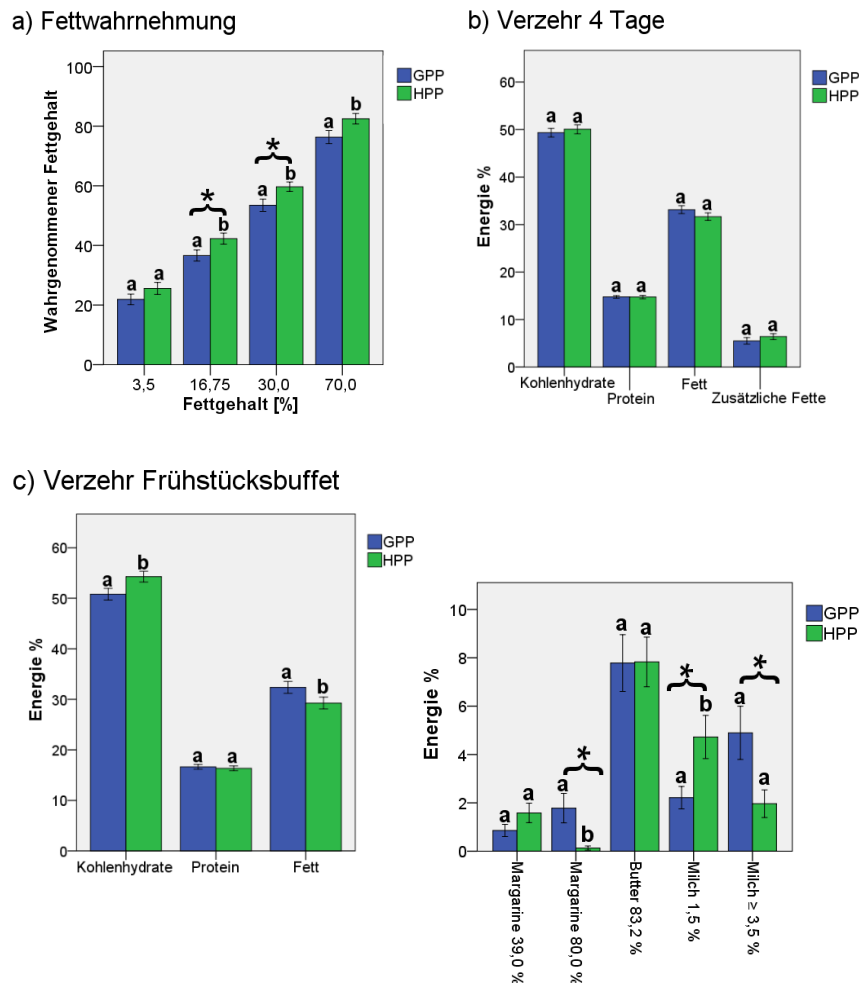 a) Fettwahrnehmung
100
80
60
40
20
0
Wahrgenommener Fettgehalt
a a
a b
*
a b
*
a b
3,5 16,75 30,0 70,0
Fettgehalt [%]
GPP
HPP
b) Verzehr 4 Tage
60
50
40
30
20
10
0
Energie %
a a
a a
a a
a a
Kohlenhydrate Protein Fett Zusätzliche Fette
GPP
HPP
c) Verzehr Frühstücksbuffet
60
50
40
30
20
10
0
Energie %
a b
a a
a b
Kohlenhydrate Protein Fett
GPP
HPP
10
8
6
4
2
0
Energie %
a a
a b
*
a a
a b
*
a
*
Margarine 39,0 %
Margarine 80,0 %
Butter 83,2 %
Milch 1,5 %
Milch ≥ 3,5 %
GPP
HPP